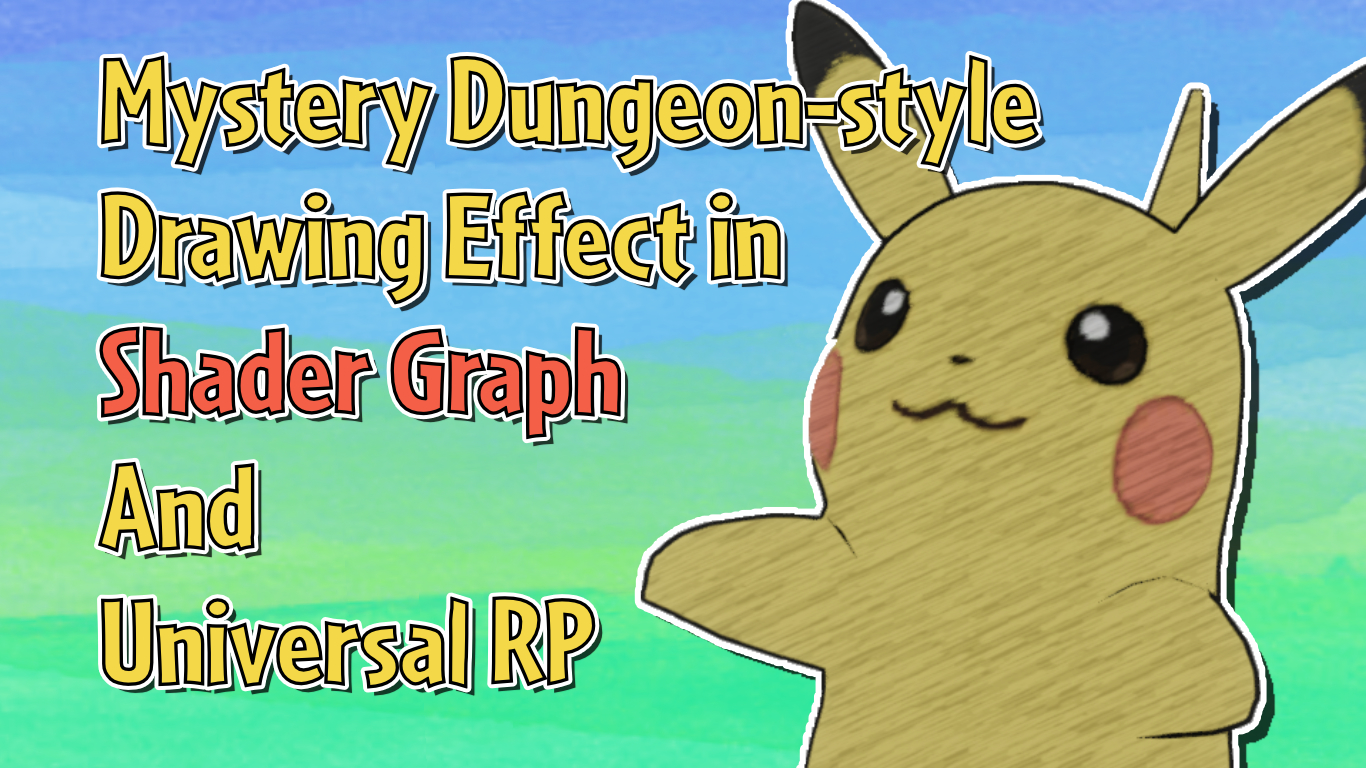 Mystery Dungeon-style
Drawing Effect in
Shader Graph
And
Universal RP